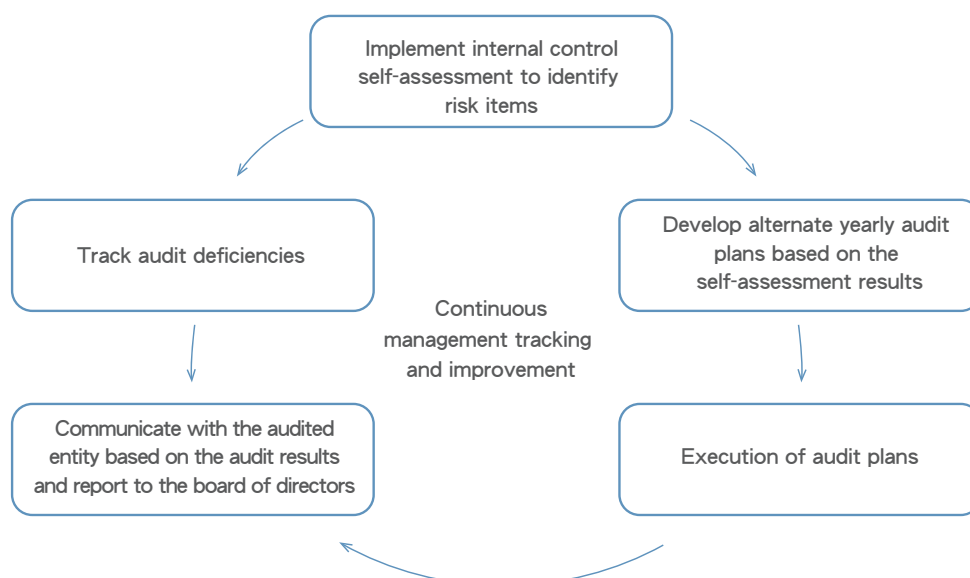 Implement internal control
self-assessment to identify
risk items
Develop alternate yearly audit
plans based on the
self-assessment results
Track audit deficiencies
Continuous
management tracking
and improvement
Communicate with the audited
entity based on the audit results
and report to the board of directors
Execution of audit plans